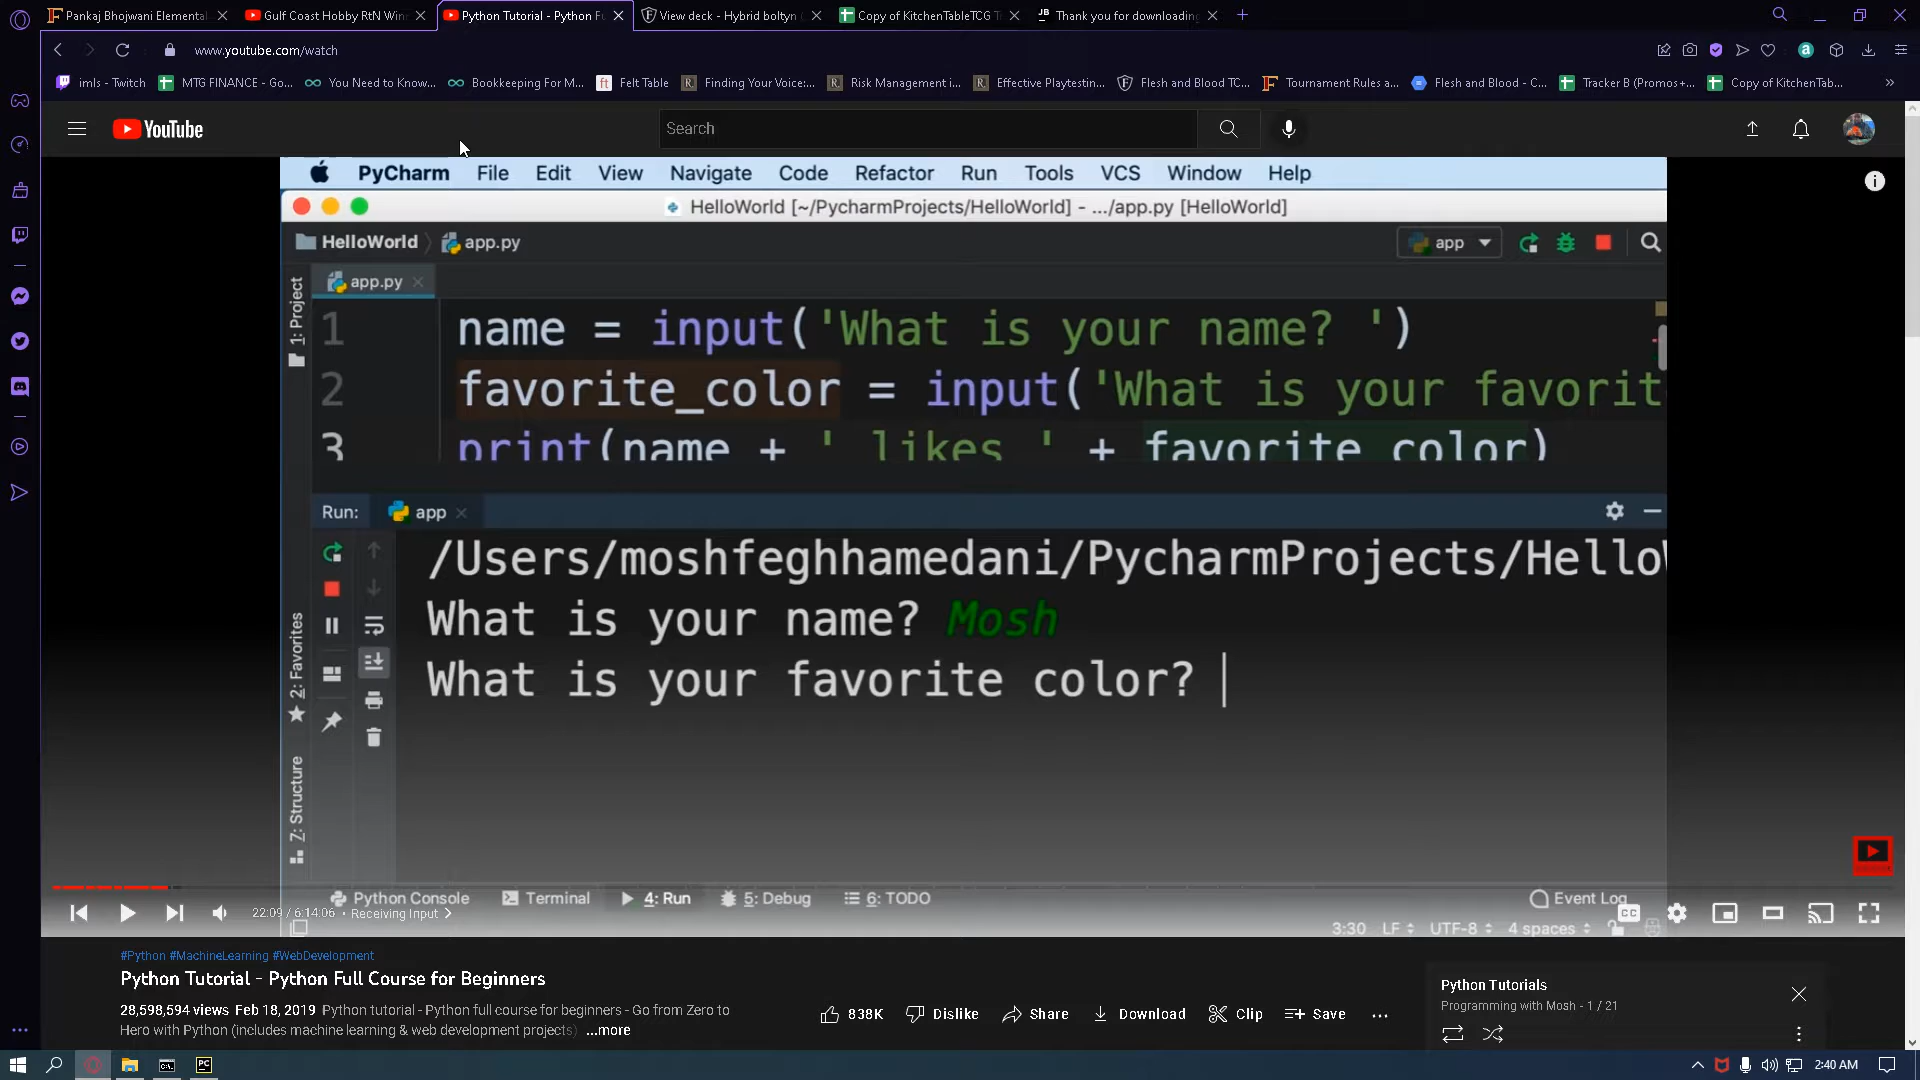 Pankaj Bhojwani Elemental
Gulf Coast Hobby RtN Winn
Python Tutorial - Python Fu
View deck - Hybrid boltyn
Copy of KitchenTableTCG T
JB Thank you for downloading
www.youtube.com/watch
imls - Twitch
MTG FINANCE - Go...
You Need to Know...
Bookkeeping For M...
ft Felt Table
R. Finding Your Voice:...
R. Risk Management i...
R. Effective Playtestin...
Flesh and Blood TC...
Tournament Rules a...
Flesh and Blood - C...
Tracker B (Promos+...
Copy of KitchenTab...
YouTube
Search
PyCharm File Edit View Navigate Code Refactor Run Tools VCS Window Help
HelloWorld [~/PycharmProjects/HelloWorld] - .../app.py [HelloWorld]
HelloWorld app.py
app
app.py
1: Project
1 name = input('What is your name? ')
2 favorite_color = input('What is your favorit
3 print(name + ' likes ' + favorite_color)
Run: app
/Users/moshfeghhamedani/PycharmProjects/Hello
What is your name? Mosh
What is your favorite color?
2: Favorites
7: Structure
Python Console Terminal 4: Run 5: Debug 6: TODO Event Log
22:09 / 6:14:06 • Receiving Input
CC
3:30 LF UTF-8 4 spaces
#Python #MachineLearning #WebDevelopment
Python Tutorial - Python Full Course for Beginners
28,598,594 views Feb 18, 2019 Python tutorial - Python full course for beginners - Go from Zero to
Hero with Python (includes machine learning & web development projects) ...more
838K Dislike Share Download Clip Save
Python Tutorials
Programming with Mosh - 1 / 21
PC
2:40 AM